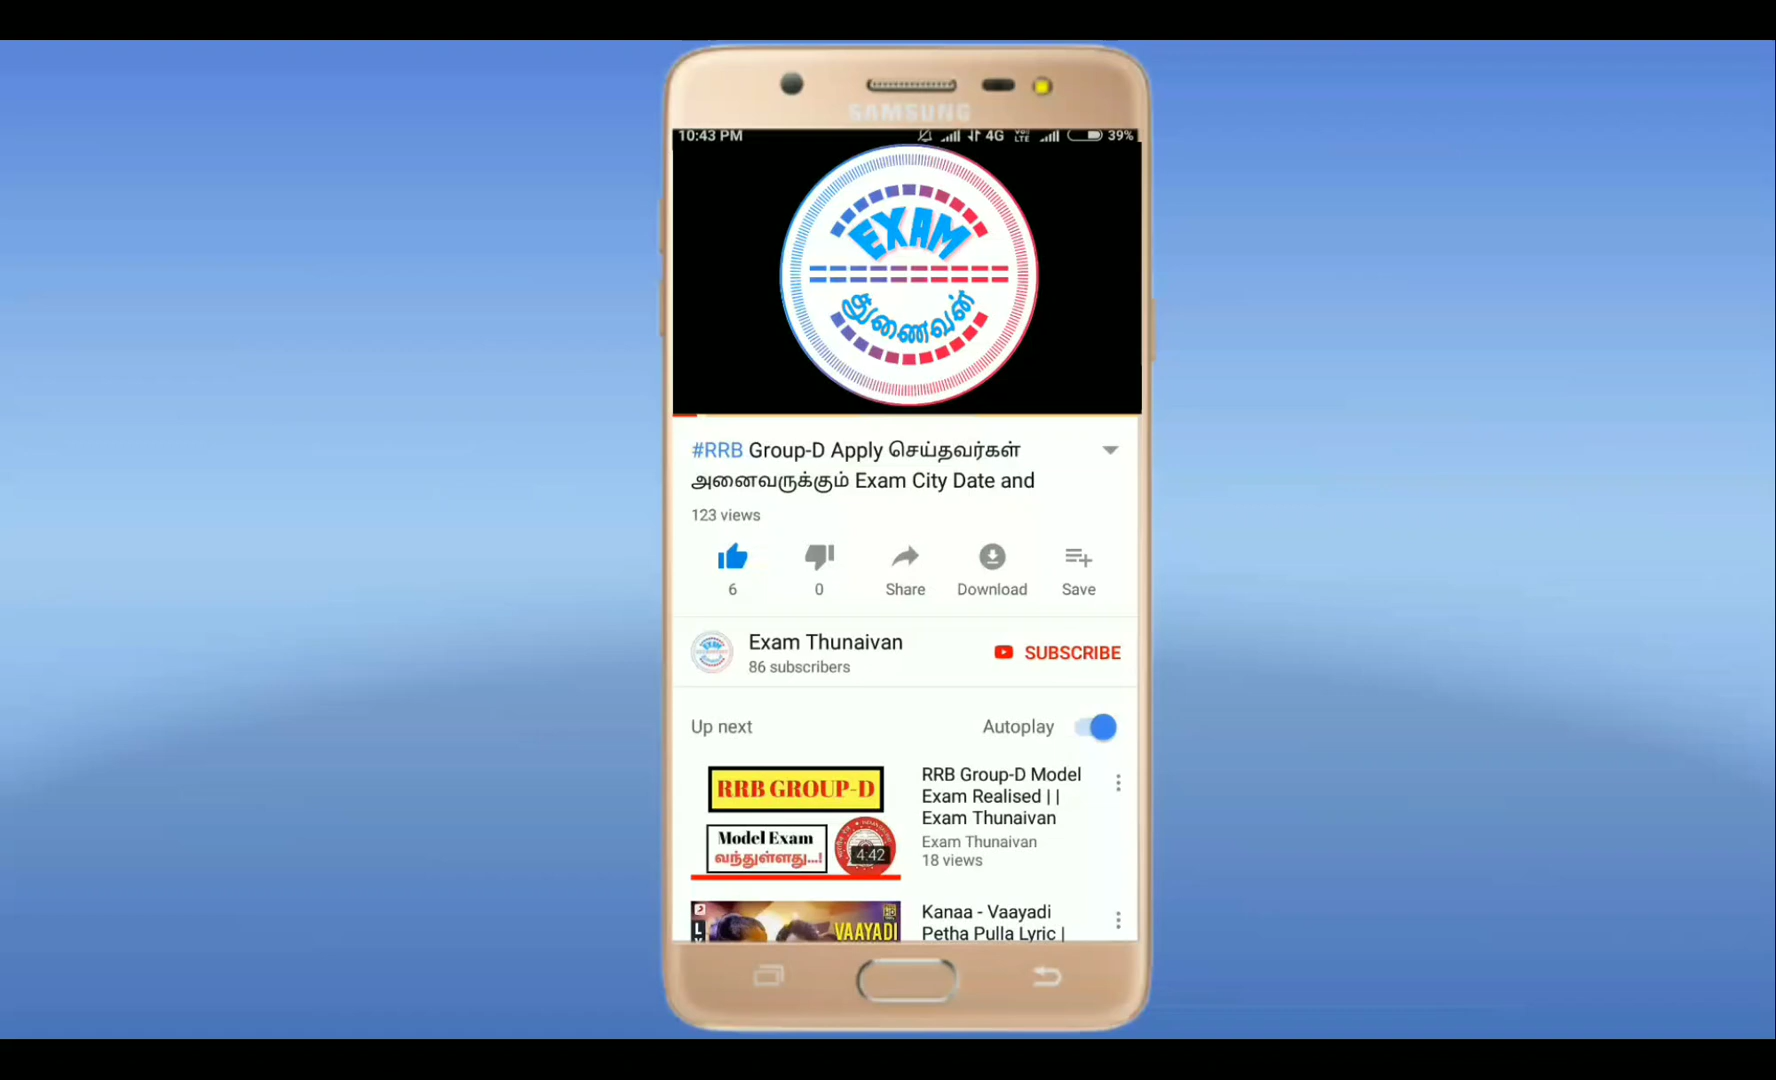 SAMSUNG
10:43 PM
4G
VoLTE
39%
EXAM
துணைவன்
#RRB Group-D Apply செய்தவர்கள்
அனைவருக்கும் Exam City Date and
123 views
6
0
Share
Download
Save
Exam Thunaivan
86 subscribers
SUBSCRIBE
Up next
Autoplay
RRB GROUP-D
Model Exam
வந்துள்ளது...!
4:42
RRB Group-D Model
Exam Realised ||
Exam Thunaivan
Exam Thunaivan
18 views
VAAYADI
Kanaa - Vaayadi
Petha Pulla Lyric |